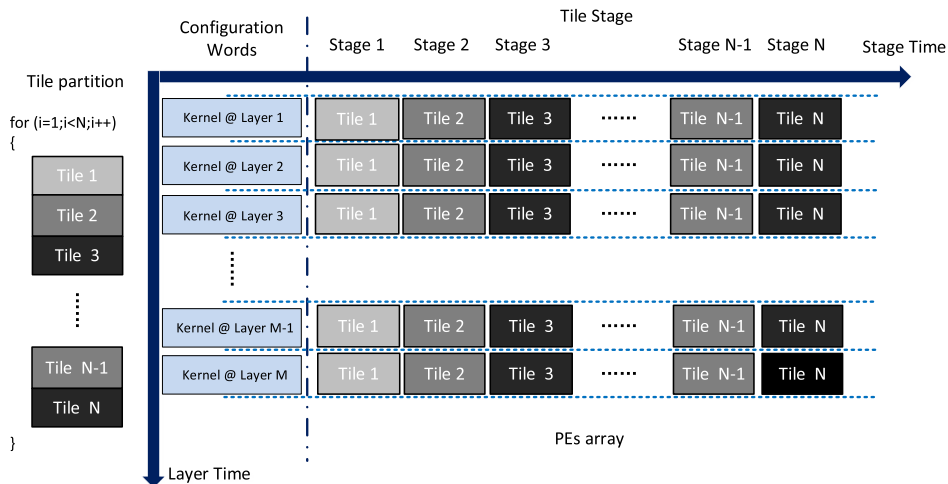 Configuration
Words
Tile Stage
Stage 1 Stage 2 Stage 3 Stage N-1 Stage N
Stage Time
Tile partition
for (i=1;i<N;i++)
{
Tile 1
Tile 2
Tile 3
Tile N-1
Tile N
}
Kernel @ Layer 1 Tile 1 Tile 2 Tile 3 ...... Tile N-1 Tile N
Kernel @ Layer 2 Tile 1 Tile 2 Tile 3 ...... Tile N-1 Tile N
Kernel @ Layer 3 Tile 1 Tile 2 Tile 3 ...... Tile N-1 Tile N
Kernel @ Layer M-1 Tile 1 Tile 2 Tile 3 ...... Tile N-1 Tile N
Kernel @ Layer M Tile 1 Tile 2 Tile 3 ...... Tile N-1 Tile N
PEs array
Layer Time